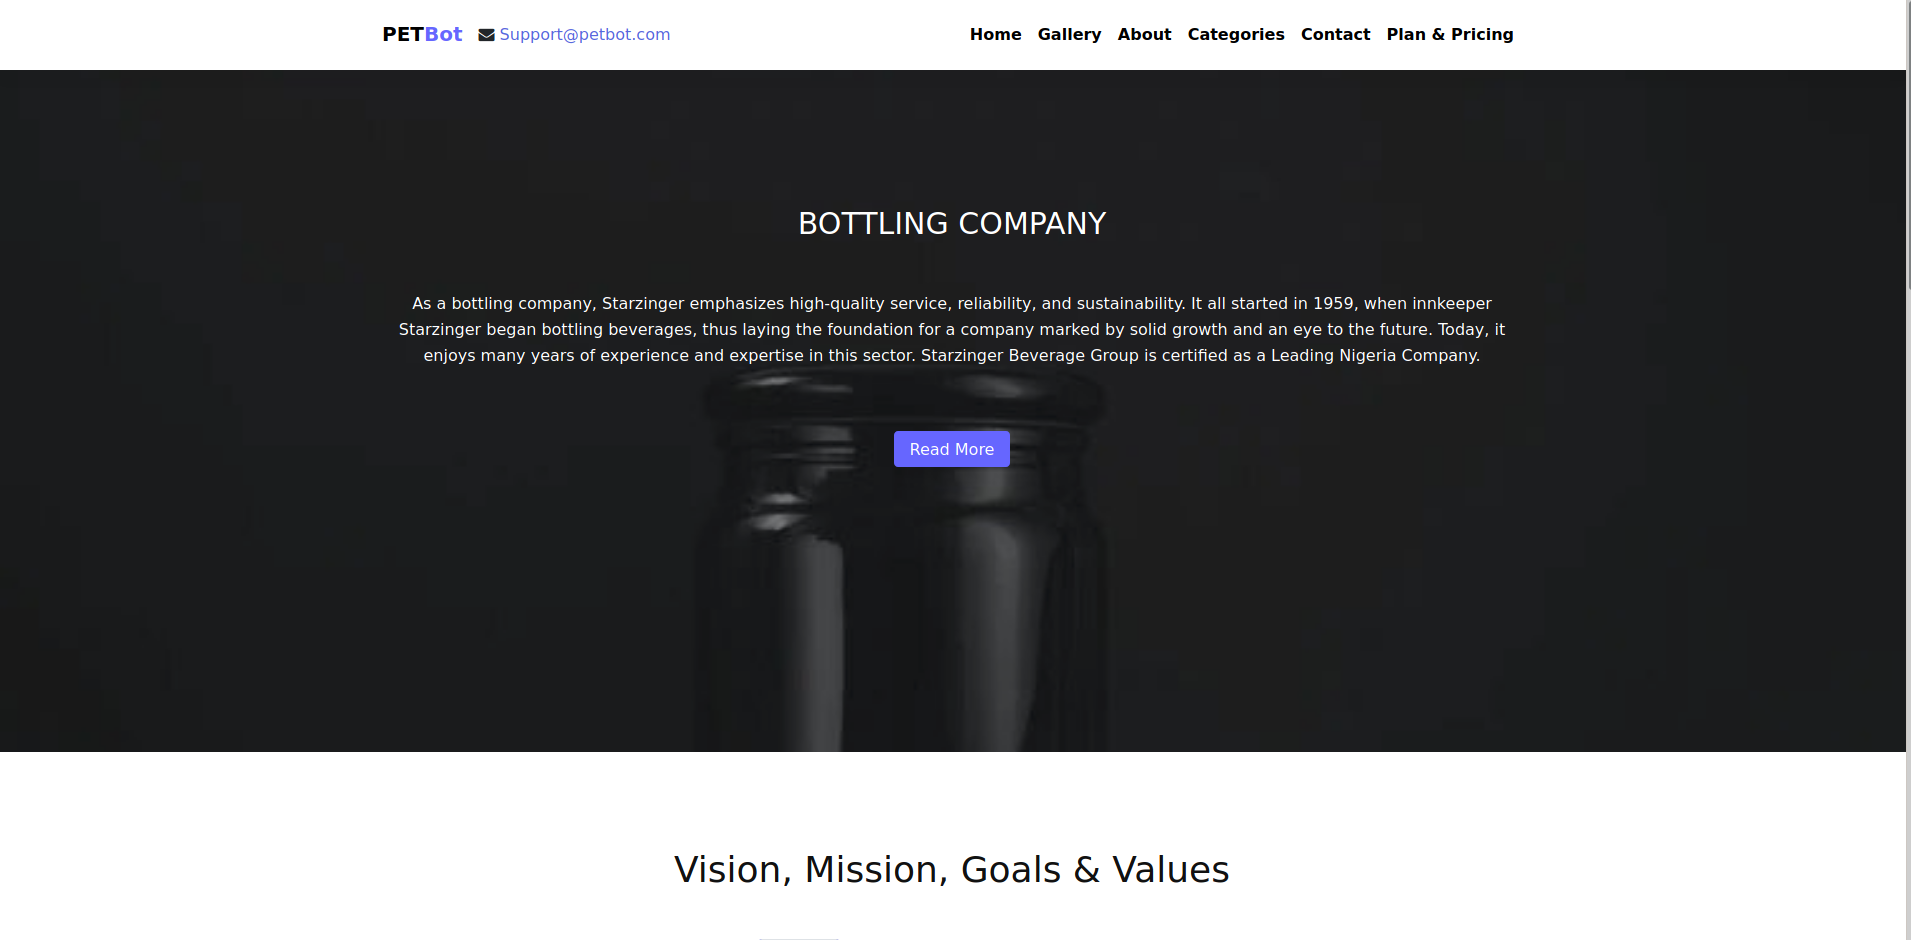 PETBot Support@petbot.com Home Gallery About Categories Contact Plan & Pricing
BOTTLING COMPANY
As a bottling company, Starzinger emphasizes high-quality service, reliability, and sustainability. It all started in 1959, when innkeeper
Starzinger began bottling beverages, thus laying the foundation for a company marked by solid growth and an eye to the future. Today, it
enjoys many years of experience and expertise in this sector. Starzinger Beverage Group is certified as a Leading Nigeria Company.
Read More
Vision, Mission, Goals & Values